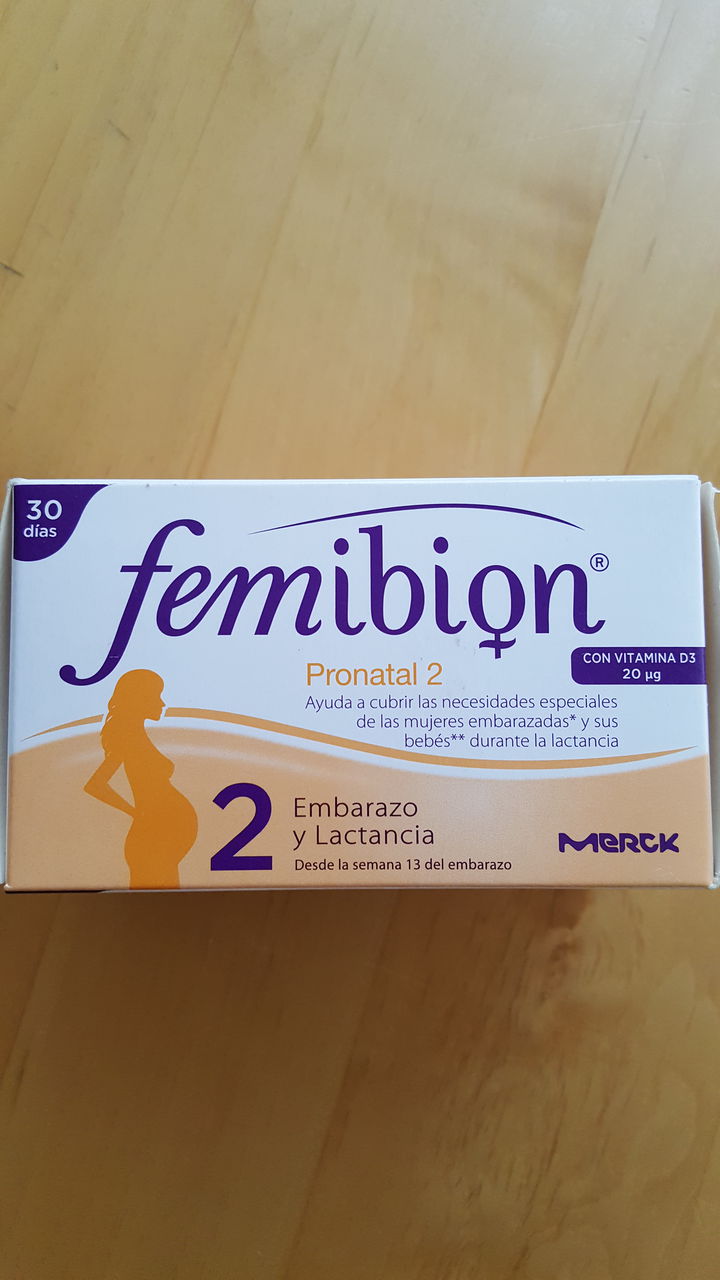 30
días
femibion®
CON VITAMINA D3
20 µg
Pronatal 2
Ayuda a cubrir las necesidades especiales
de las mujeres embarazadas* y sus
bebés** durante la lactancia
2
Embarazo
y Lactancia
Desde la semana 13 del embarazo
MERCK